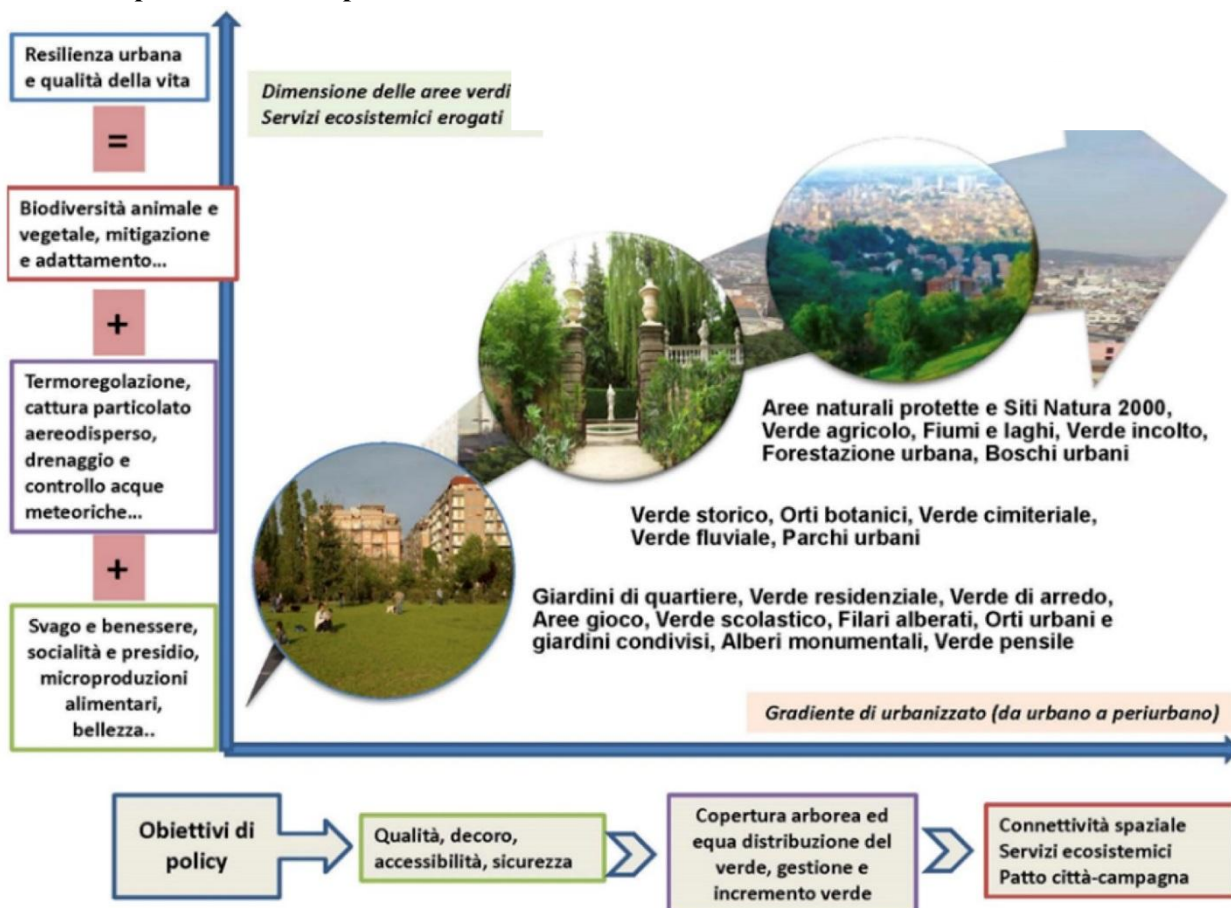 Resilienza urbana
e qualità della vita
=
Biodiversità animale e
vegetale, mitigazione
e adattamento...
+
Termoregolazione,
cattura particolato
aereodisperso,
drenaggio e
controllo acque
meteoriche...
+
Svago e benessere,
socialità e presidio,
microproduzioni
alimentari,
bellezza..
Dimensione delle aree verdi
Servizi ecosistemici erogati
Aree naturali protette e Siti Natura 2000,
Verde agricolo, Fiumi e laghi, Verde incolto,
Forestazione urbana, Boschi urbani
Verde storico, Orti botanici, Verde cimiteriale,
Verde fluviale, Parchi urbani
Giardini di quartiere, Verde residenziale, Verde di arredo,
Aree gioco, Verde scolastico, Filari alberati, Orti urbani e
giardini condivisi, Alberi monumentali, Verde pensile
Gradiente di urbanizzato (da urbano a periurbano)
Obiettivi di
policy
Qualità, decoro,
accessibilità, sicurezza
Copertura arborea ed
equa distribuzione del
verde, gestione e
incremento verde
Connettività spaziale
Servizi ecosistemici
Patto città-campagna